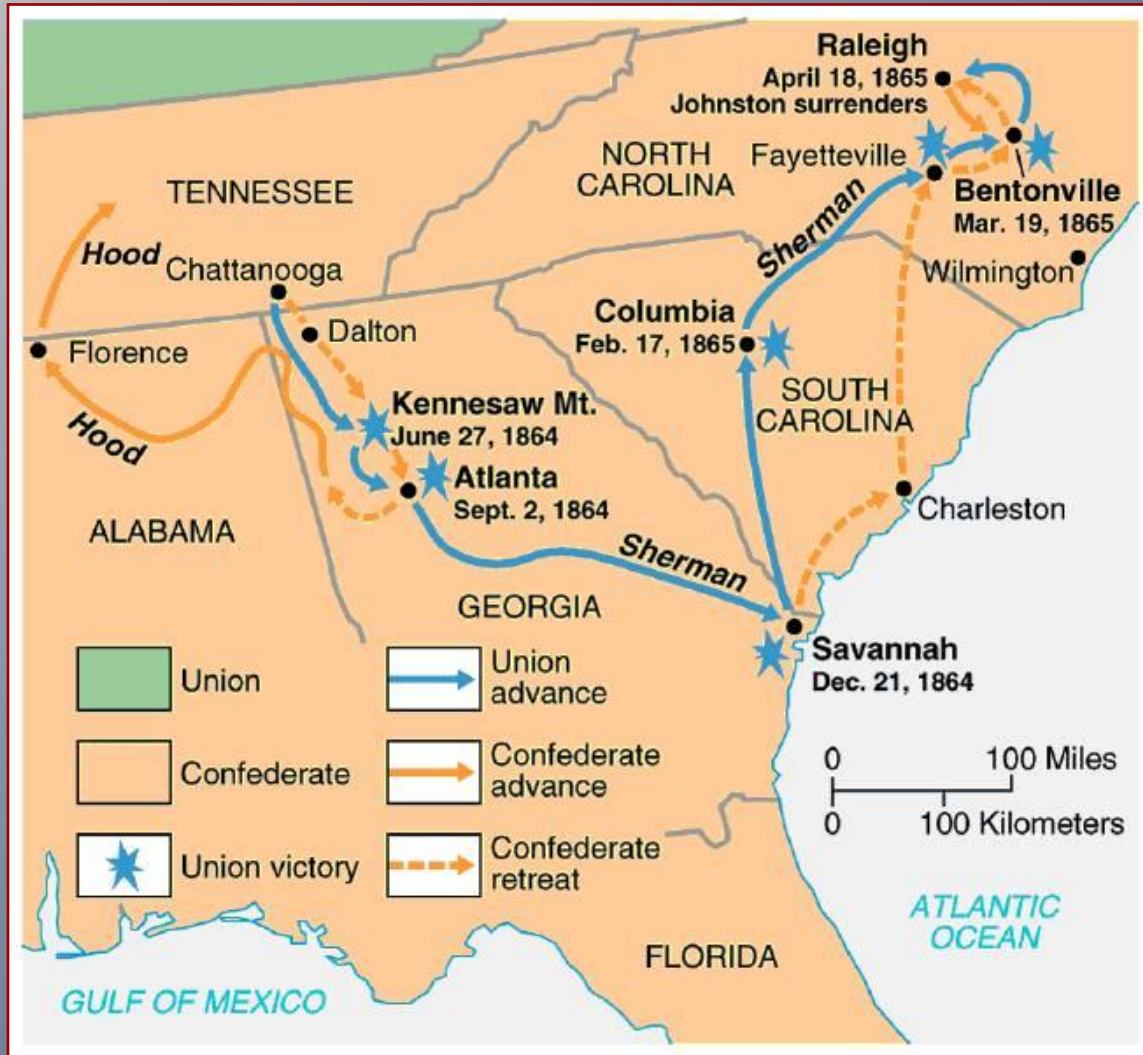 Raleigh
April 18, 1865
Johnston surrenders
NORTH
CAROLINA
Fayetteville
Bentonville
Mar. 19, 1865
Wilmington
TENNESSEE
Hood
Chattanooga
Dalton
Florence
Hood
Sherman
Columbia
Feb. 17, 1865
SOUTH
CAROLINA
Kennesaw Mt.
June 27, 1864
Atlanta
Sept. 2, 1864
Charleston
ALABAMA
Sherman
GEORGIA
Savannah
Dec. 21, 1864
Union
Union
advance
Confederate
Confederate
advance
Union victory
Confederate
retreat
0 100 Miles
0 100 Kilometers
ATLANTIC
OCEAN
FLORIDA
GULF OF MEXICO